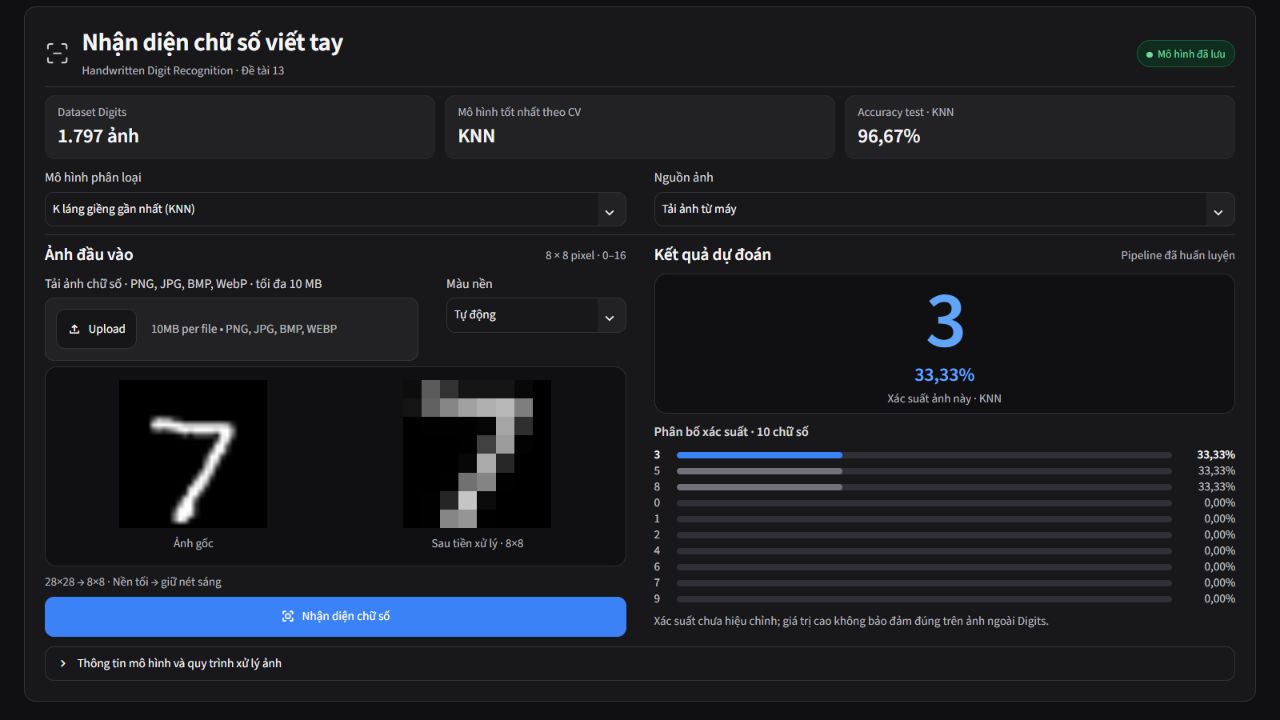 Nhận diện chữ số viết tay
Handwritten Digit Recognition · Đề tài 13
Mô hình đã lưu
Dataset Digits
1.797 ảnh
Mô hình tốt nhất theo CV
KNN
Accuracy test · KNN
96,67%
Mô hình phân loại
K láng giềng gần nhất (KNN)
Nguồn ảnh
Tải ảnh từ máy
Ảnh đầu vào
8 × 8 pixel · 0–16
Tải ảnh chữ số · PNG, JPG, BMP, WebP · tối đa 10 MB
Upload
10MB per file • PNG, JPG, BMP, WEBP
Màu nền
Tự động
7
7
Ảnh gốc
Sau tiền xử lý · 8×8
28×28 → 8×8 · Nền tối → giữ nét sáng
Nhận diện chữ số
Kết quả dự đoán
Pipeline đã huấn luyện
3
33,33%
Xác suất ảnh này · KNN
Phân bố xác suất · 10 chữ số
3 33,33%
5 33,33%
8 33,33%
0 0,00%
1 0,00%
2 0,00%
4 0,00%
6 0,00%
7 0,00%
9 0,00%
Xác suất chưa hiệu chỉnh; giá trị cao không bảo đảm đúng trên ảnh ngoài Digits.
Thông tin mô hình và quy trình xử lý ảnh